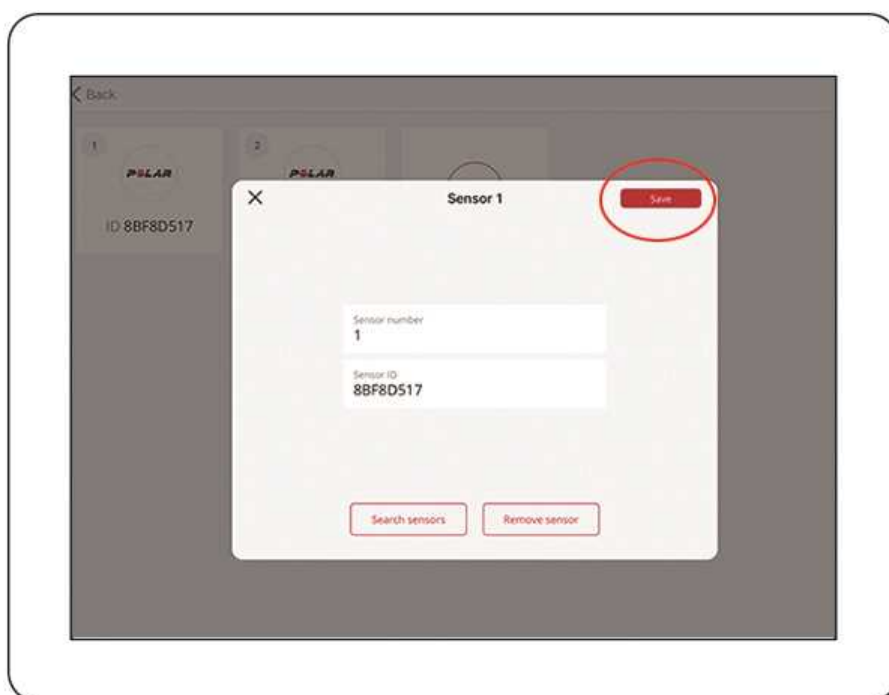 Back
1
2
POLAR
POLAR
ID 8BF8D517
Sensor 1
Save
Sensor number
1
Sensor ID
8BF8D517
Search sensors
Remove sensor